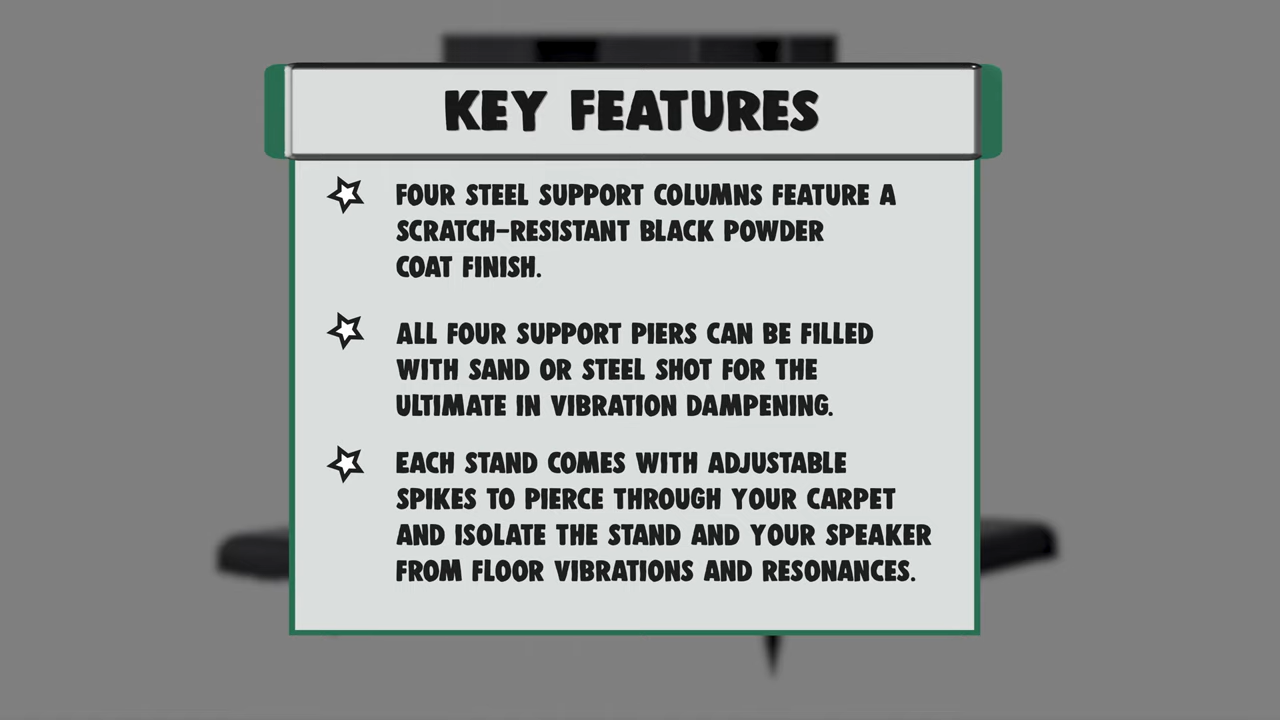 KEY FEATURES
FOUR STEEL SUPPORT COLUMNS FEATURE A
SCRATCH-RESISTANT BLACK POWDER
COAT FINISH.
ALL FOUR SUPPORT PIERS CAN BE FILLED
WITH SAND OR STEEL SHOT FOR THE
ULTIMATE IN VIBRATION DAMPENING.
EACH STAND COMES WITH ADJUSTABLE
SPIKES TO PIERCE THROUGH YOUR CARPET
AND ISOLATE THE STAND AND YOUR SPEAKER
FROM FLOOR VIBRATIONS AND RESONANCES.